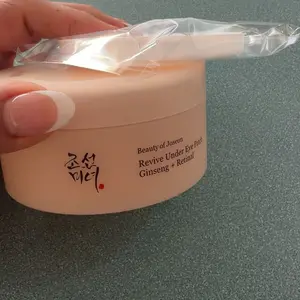 조선
미녀
Beauty of Joseon
Revive Under Eye Patch
Ginseng + Retinal